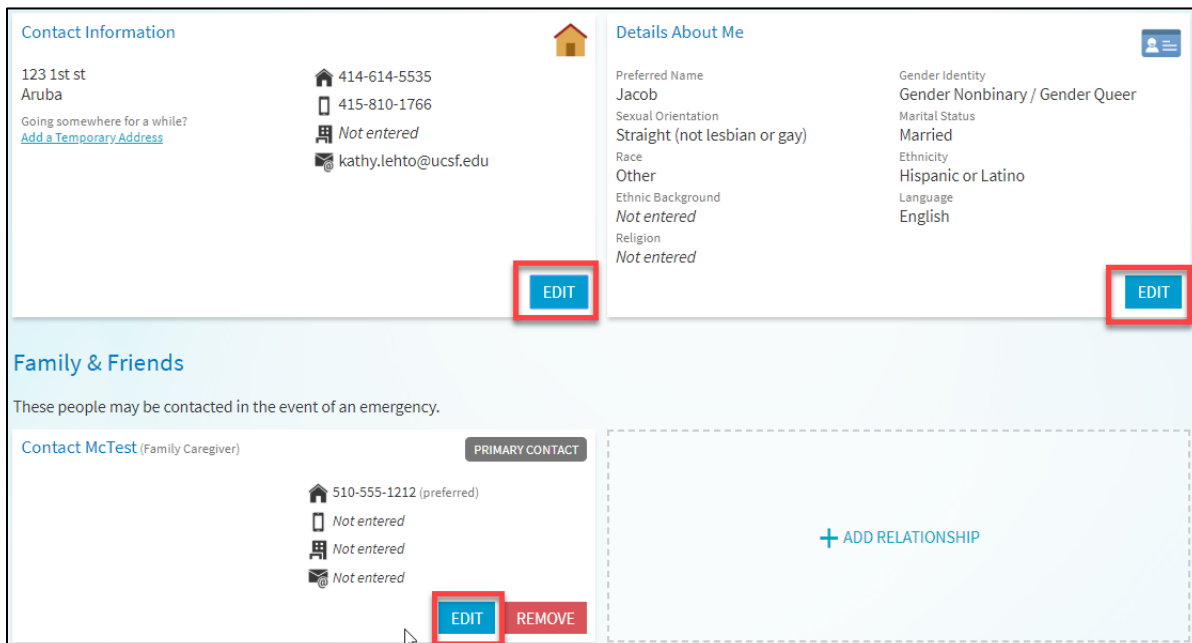 Contact Information
123 1st st
Aruba
Going somewhere for a while?
Add a Temporary Address
414-614-5535
415-810-1766
Not entered
kathy.lehto@ucsf.edu
EDIT
Details About Me
Preferred Name
Jacob
Sexual Orientation
Straight (not lesbian or gay)
Race
Other
Ethnic Background
Not entered
Religion
Not entered
Gender Identity
Gender Nonbinary / Gender Queer
Marital Status
Married
Ethnicity
Hispanic or Latino
Language
English
EDIT
Family & Friends
These people may be contacted in the event of an emergency.
Contact McTest (Family Caregiver)
PRIMARY CONTACT
510-555-1212 (preferred)
Not entered
Not entered
Not entered
EDIT
REMOVE
+ ADD RELATIONSHIP